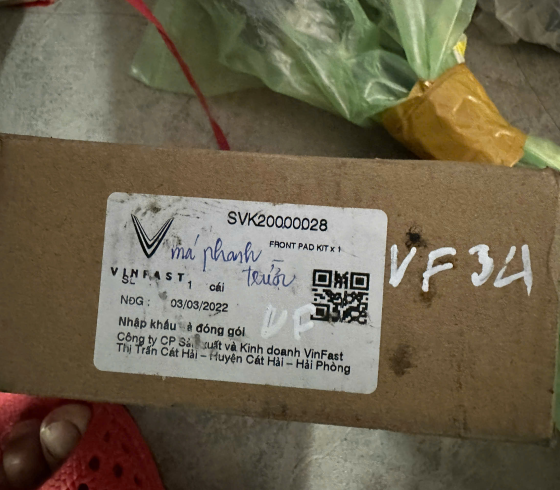 SVK20000028
FRONT PAD KIT x 1
má phanh
trước
VINFAST
SL 1 cái
NĐG : 03/03/2022
VF
VF34
Nhập khẩu và đóng gói
Công ty CP Sản xuất và Kinh doanh VinFast
Thị Trấn Cát Hải – Huyện Cát Hải – Hải Phòng